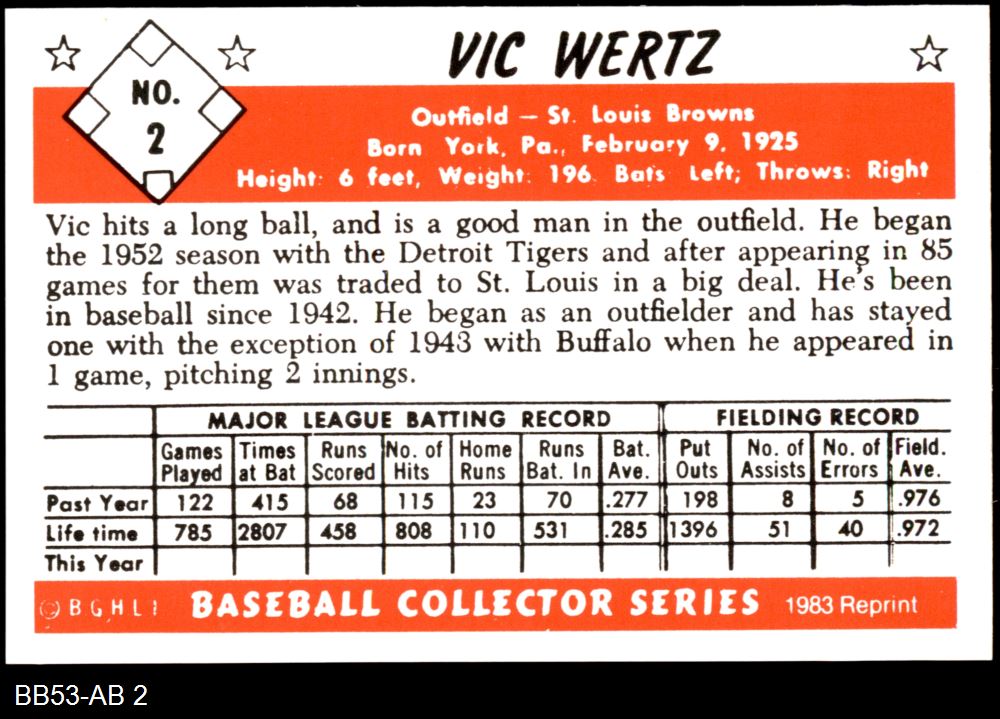 VIC WERTZ
NO.
2
Outfield — St. Louis Browns
Born York, Pa., February 9, 1925
Height: 6 feet, Weight: 196 Bats Left; Throws: Right
Vic hits a long ball, and is a good man in the outfield. He began
the 1952 season with the Detroit Tigers and after appearing in 85
games for them was traded to St. Louis in a big deal. He's been
in baseball since 1942. He began as an outfielder and has stayed
one with the exception of 1943 with Buffalo when he appeared in
1 game, pitching 2 innings.
MAJOR LEAGUE BATTING RECORD FIELDING RECORD
Games Times Runs No. of Home Runs Bat. Put No. of No. of Field.
Played at Bat Scored Hits Runs Bat. In Ave. Outs Assists Errors Ave.
Past Year 122 415 68 115 23 70 .277 198 8 5 .976
Life time 785 2807 458 808 110 531 .285 1396 51 40 .972
This Year
© B G H L I BASEBALL COLLECTOR SERIES 1983 Reprint
BB53-AB 2